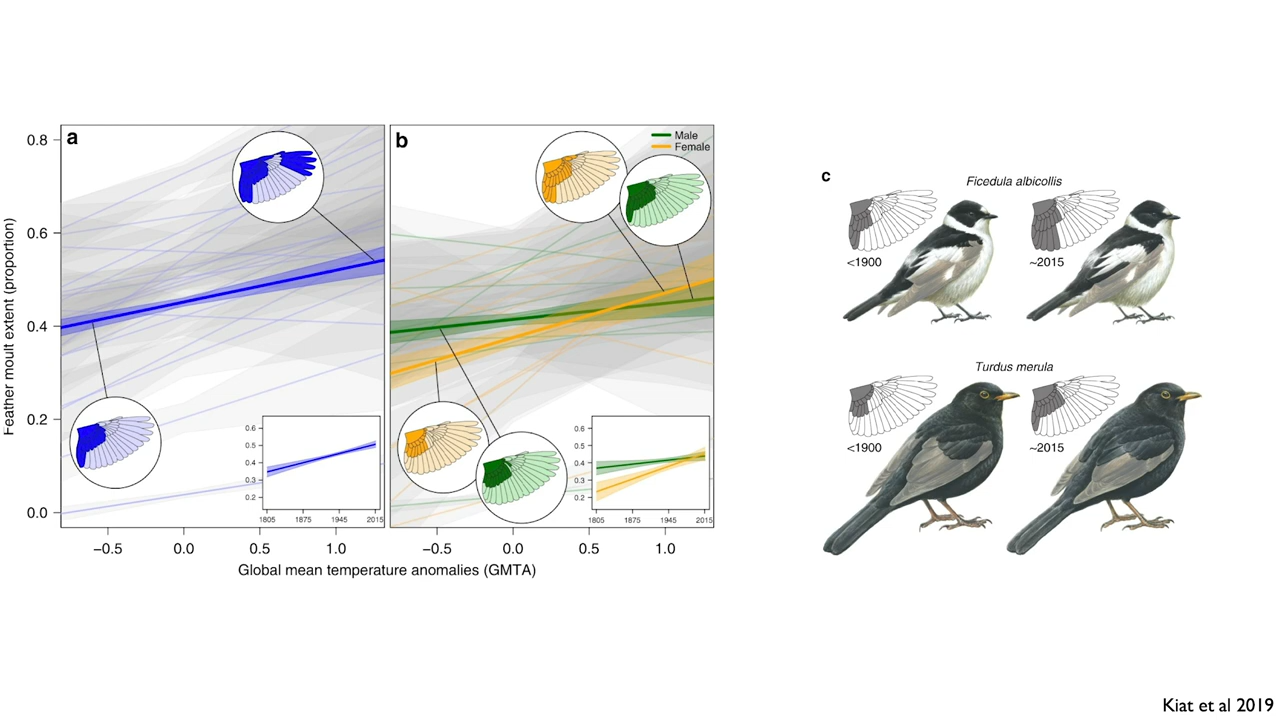 a
b
Male
Female
Feather moult extent (proportion)
0.8
0.6
0.4
0.2
0.0
0.6
0.5
0.4
0.3
0.2
1805 1875 1945 2015
0.6
0.5
0.4
0.3
0.2
1805 1875 1945 2015
−0.5 0.0 0.5 1.0
−0.5 0.0 0.5 1.0
Global mean temperature anomalies (GMTA)
c
Ficedula albicollis
<1900
~2015
Turdus merula
<1900
~2015
Kiat et al 2019